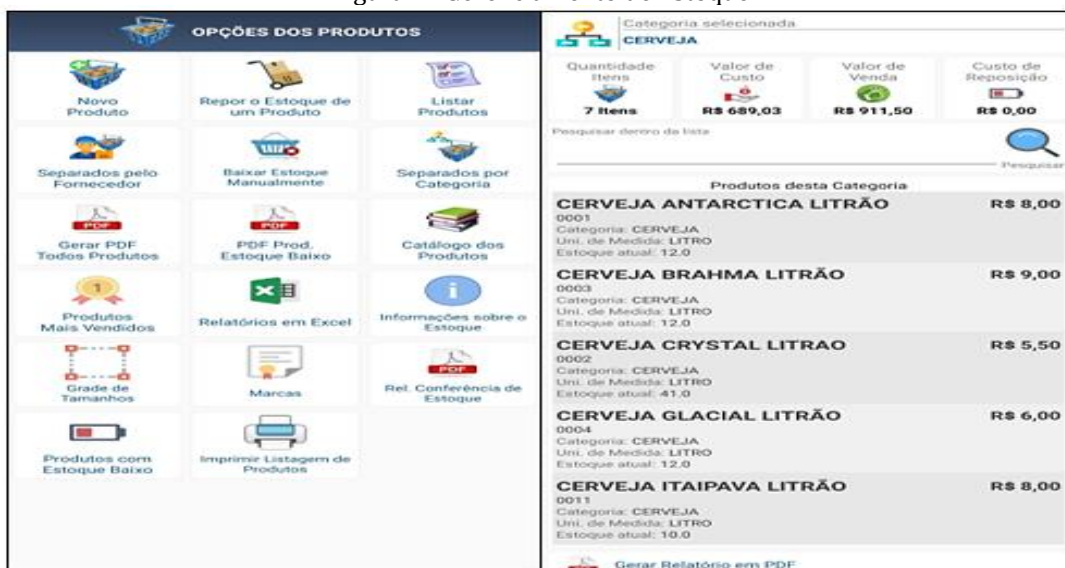 OPÇÕES DOS PRODUTOS
Novo
Produto
Repor o Estoque de
um Produto
Listar
Produtos
Separados pelo
Fornecedor
Baixar Estoque
Manualmente
Separados por
Categoria
PDF
Gerar PDF
Todos Produtos
PDF
PDF Prod.
Estoque Baixo
Catálogo dos
Produtos
1
Produtos
Mais Vendidos
Relatórios em Excel
Informações sobre o
Estoque
Grade de
Tamanhos
Marcas
PDF
Rel. Conferência de
Estoque
Produtos com
Estoque Baixo
Imprimir Listagem de
Produtos
Categoria selecionada
CERVEJA
Quantidade
Itens
7 Itens
Valor de
Custo
R$ 689,03
Valor de
Venda
R$ 911,50
Custo de
Reposição
R$ 0,00
Pesquisar dentro da lista
Pesquisar
Produtos desta Categoria
CERVEJA ANTARCTICA LITRÃO R$ 8,00
0001
Categoria: CERVEJA
Uni. de Medida: LITRO
Estoque atual: 12.0
CERVEJA BRAHMA LITRÃO R$ 9,00
0003
Categoria: CERVEJA
Uni. de Medida: LITRO
Estoque atual: 12.0
CERVEJA CRYSTAL LITRAO R$ 5,50
0002
Categoria: CERVEJA
Uni. de Medida: LITRO
Estoque atual: 41.0
CERVEJA GLACIAL LITRÃO R$ 6,00
0004
Categoria: CERVEJA
Uni. de Medida: LITRO
Estoque atual: 12.0
CERVEJA ITAIPAVA LITRÃO R$ 8,00
0011
Categoria: CERVEJA
Uni. de Medida: LITRO
Estoque atual: 10.0
Gerar Relatório em PDF